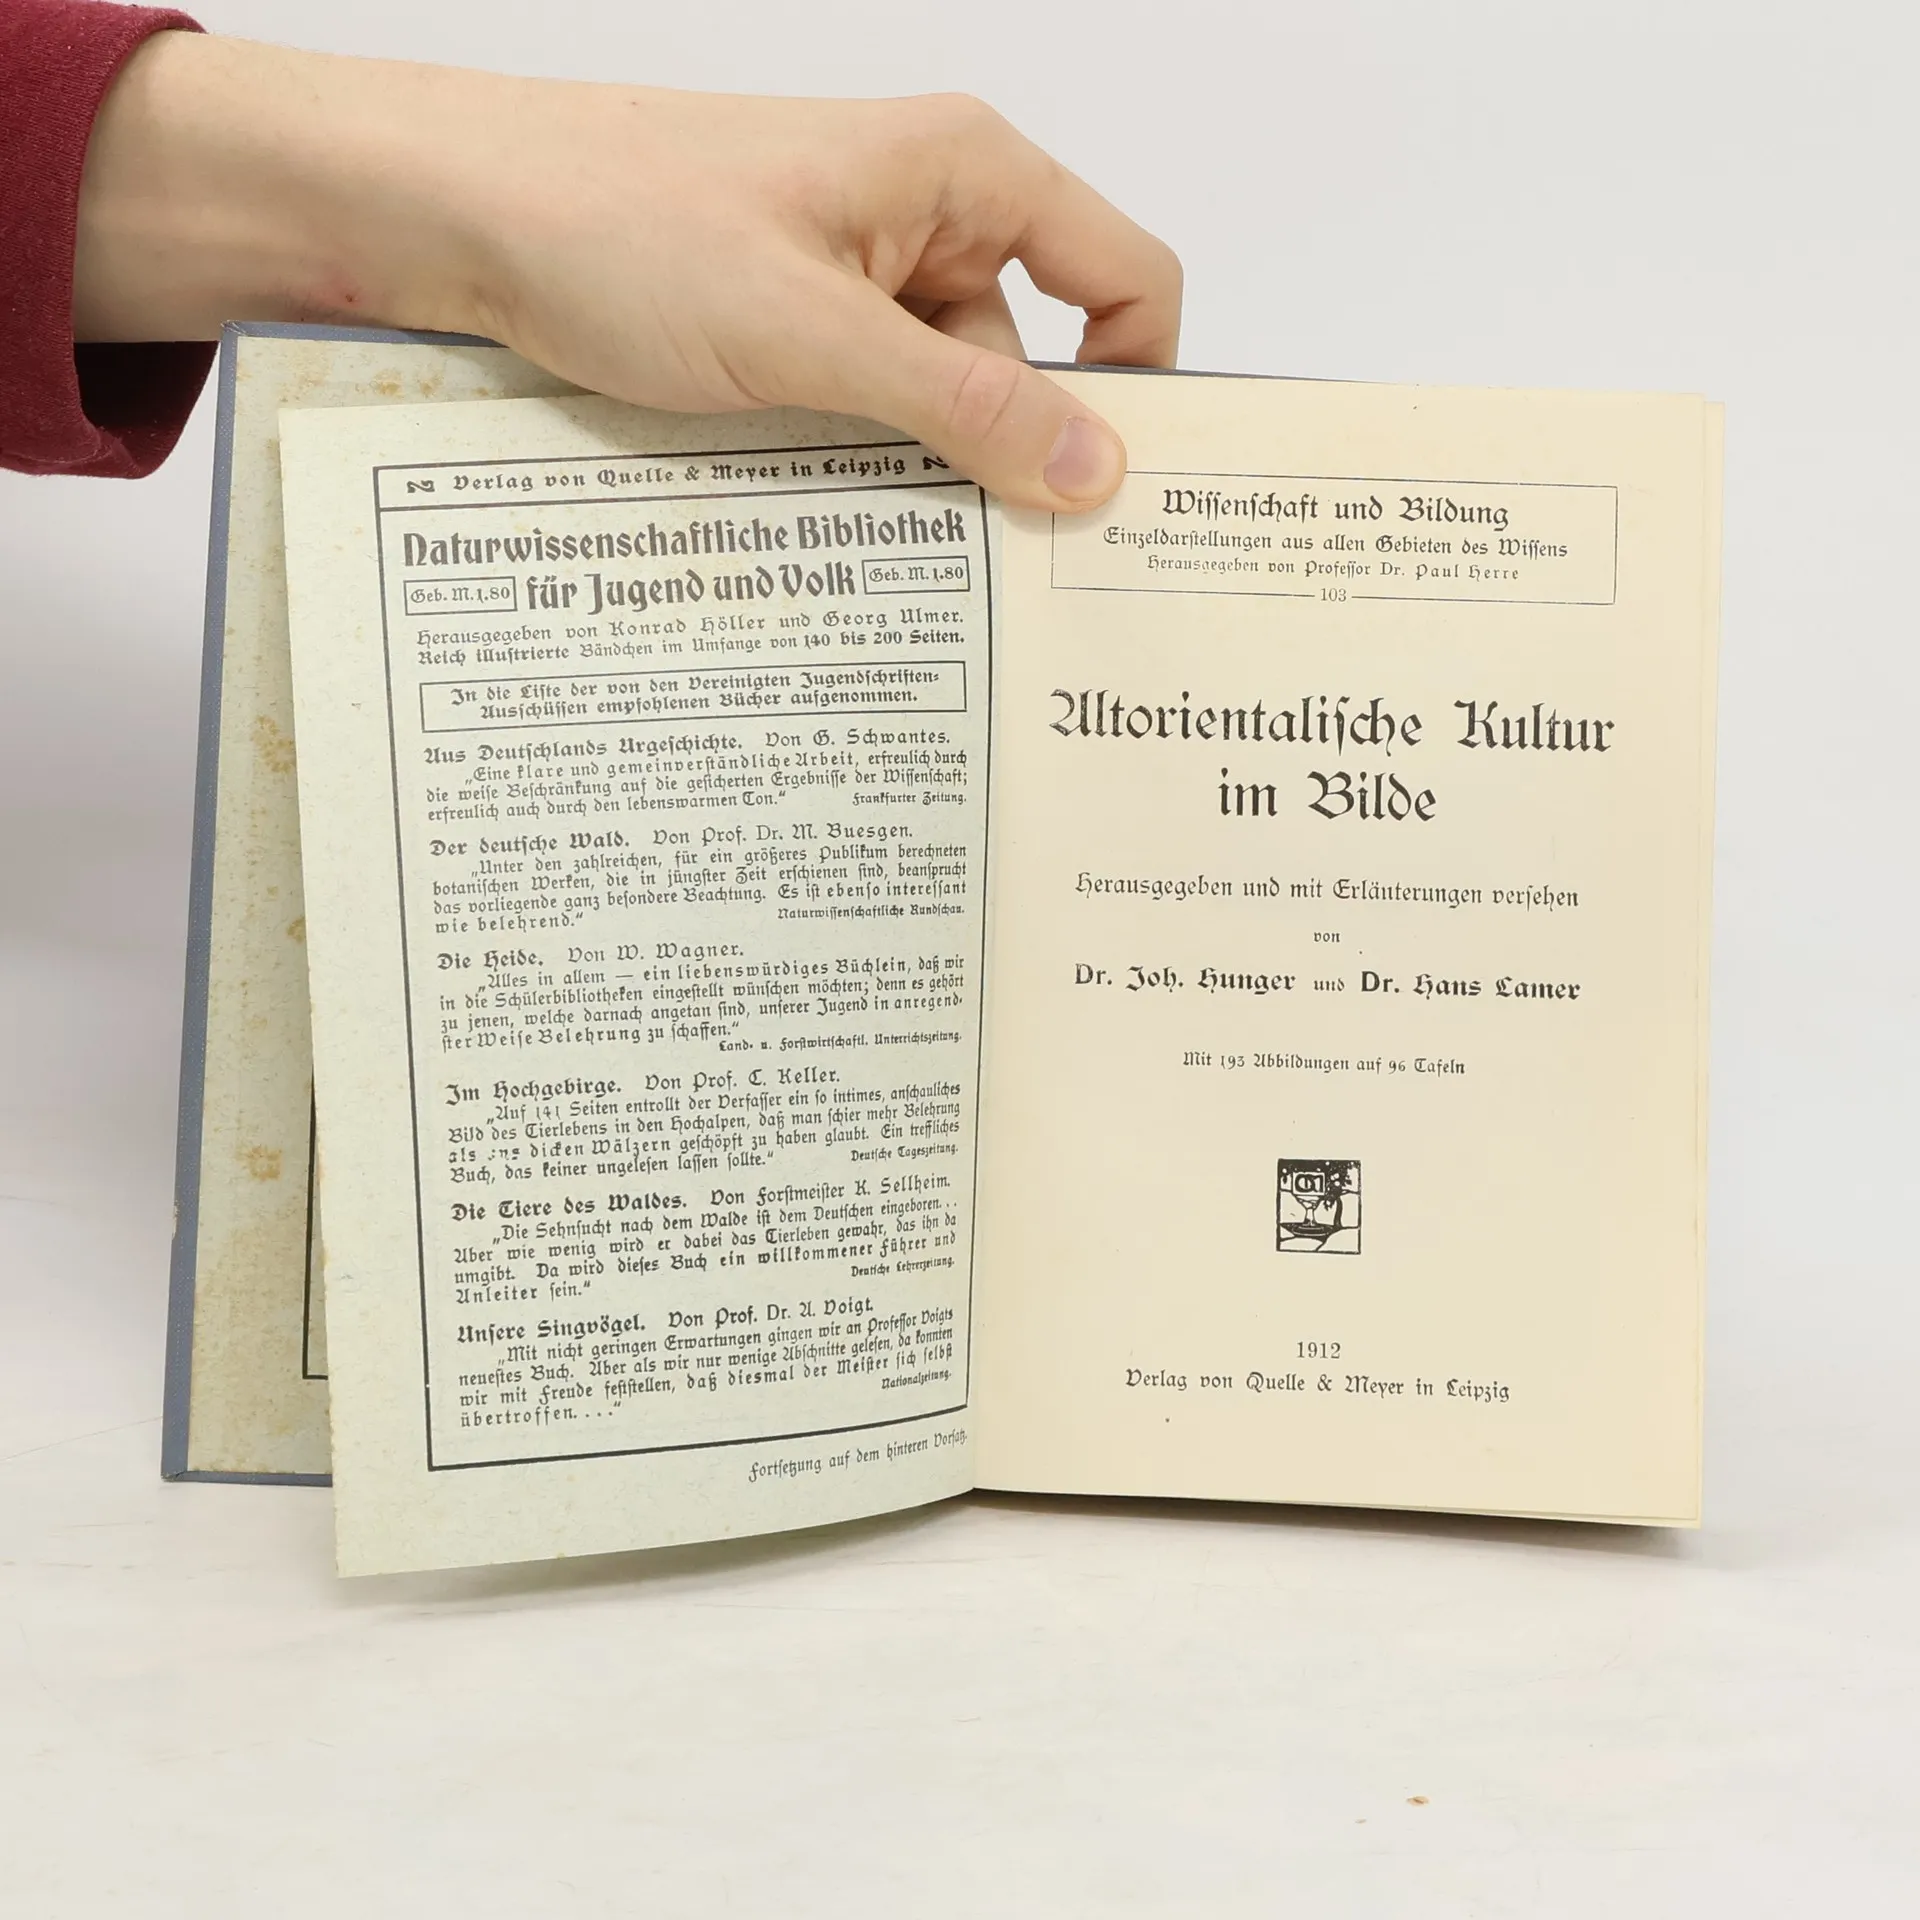 Verlag von Quelle & Meyer in Leipzig
Naturwissenschaftliche Bibliothek
Geb. M. 1.80 für Jugend und Volk Geb. M. 1.80
Herausgegeben von Konrad Höller und Georg Ulmer.
Reich illuſtrierte Bändchen im Umfange von 140 bis 200 Seiten.
In die Liſte der von den Vereinigten Jugendſchriften-
Ausſchüſſen empfohlenen Bücher aufgenommen.
Aus Deutſchlands Urgeſchichte. Von G. Schwantes.
„Eine klare und gemeinverſtändliche Arbeit, erfreulich durch
die weiſe Beſchränkung auf die geſicherten Ergebniſſe der Wiſſenſchaft;
erfreulich auch durch den lebenswarmen Ton.“ Frankfurter Zeitung.
Der deutſche Wald. Von Prof. Dr. M. Buesgen.
„Unter den zahlreichen, für ein größeres Publikum berechneten
botaniſchen Werken, die in jüngſter Zeit erſchienen ſind, beanſprucht
das vorliegende ganz beſondere Beachtung. Es iſt ebenſo intereſſant
wie belehrend.“ Naturwiſſenſchaftliche Rundſchau.
Die Heide. Von W. Wagner.
„Alles in allem — ein liebenswürdiges Büchlein, daß wir
in die Schülerbibliotheken eingeſtellt wünſchen möchten; denn es gehört
zu jenen, welche darnach angetan ſind, unſerer Jugend in anregend-
ſter Weiſe Belehrung zu ſchaffen.“
Land- u. Forſtwirtſchaftl. Unterrichtszeitung.
Im Hochgebirge. Von Prof. C. Keller.
„Auf 141 Seiten entrollt der Verfaſſer ein ſo intimes, anſchauliches
Bild des Tierlebens in den Hochalpen, daß man ſchier mehr Belehrung
als aus dicken Wälzern geſchöpft zu haben glaubt. Ein treffliches
Buch, das keiner ungeleſen laſſen ſollte.“ Deutſche Tageszeitung.
Die Tiere des Waldes. Von Forſtmeiſter K. Sellheim.
„Die Sehnſucht nach dem Walde iſt dem Deutſchen eingeboren. . .
Aber wie wenig wird er dabei das Tierleben gewahr, das ihn da
umgibt. Da wird dieſes Buch ein willkommener Führer und
Anleiter ſein.“ Deutſche Lehrerzeitung.
Unſere Singvögel. Von Prof. Dr. A. Voigt.
„Mit nicht geringen Erwartungen gingen wir an Profeſſor Voigts
neueſtes Buch. Aber als wir nur wenige Abſchnitte geleſen, da konnten
wir mit Freude feſtſtellen, daß diesmal der Meiſter ſich ſelbſt
übertroffen. . . .“ Nationalzeitung.
Fortſetzung auf dem hinteren Vorſatz.
Wiſſenſchaft und Bildung
Einzeldarſtellungen aus allen Gebieten des Wiſſens
Herausgegeben von Profeſſor Dr. Paul Herre
103
Altorientaliſche Kultur
im Bilde
Herausgegeben und mit Erläuterungen verſehen
von
Dr. Joh. Hunger und Dr. Hans Lamer
Mit 193 Abbildungen auf 96 Tafeln
1912
Verlag von Quelle & Meyer in Leipzig